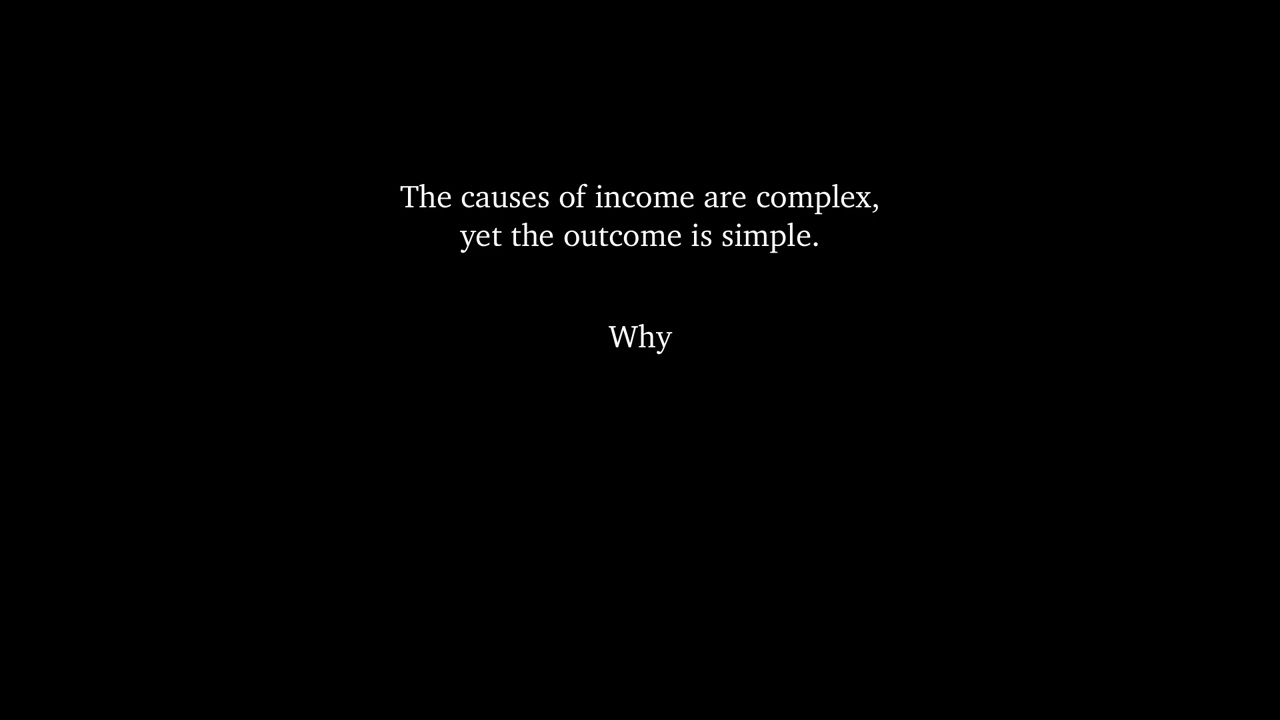 The causes of income are complex,
yet the outcome is simple.
Why